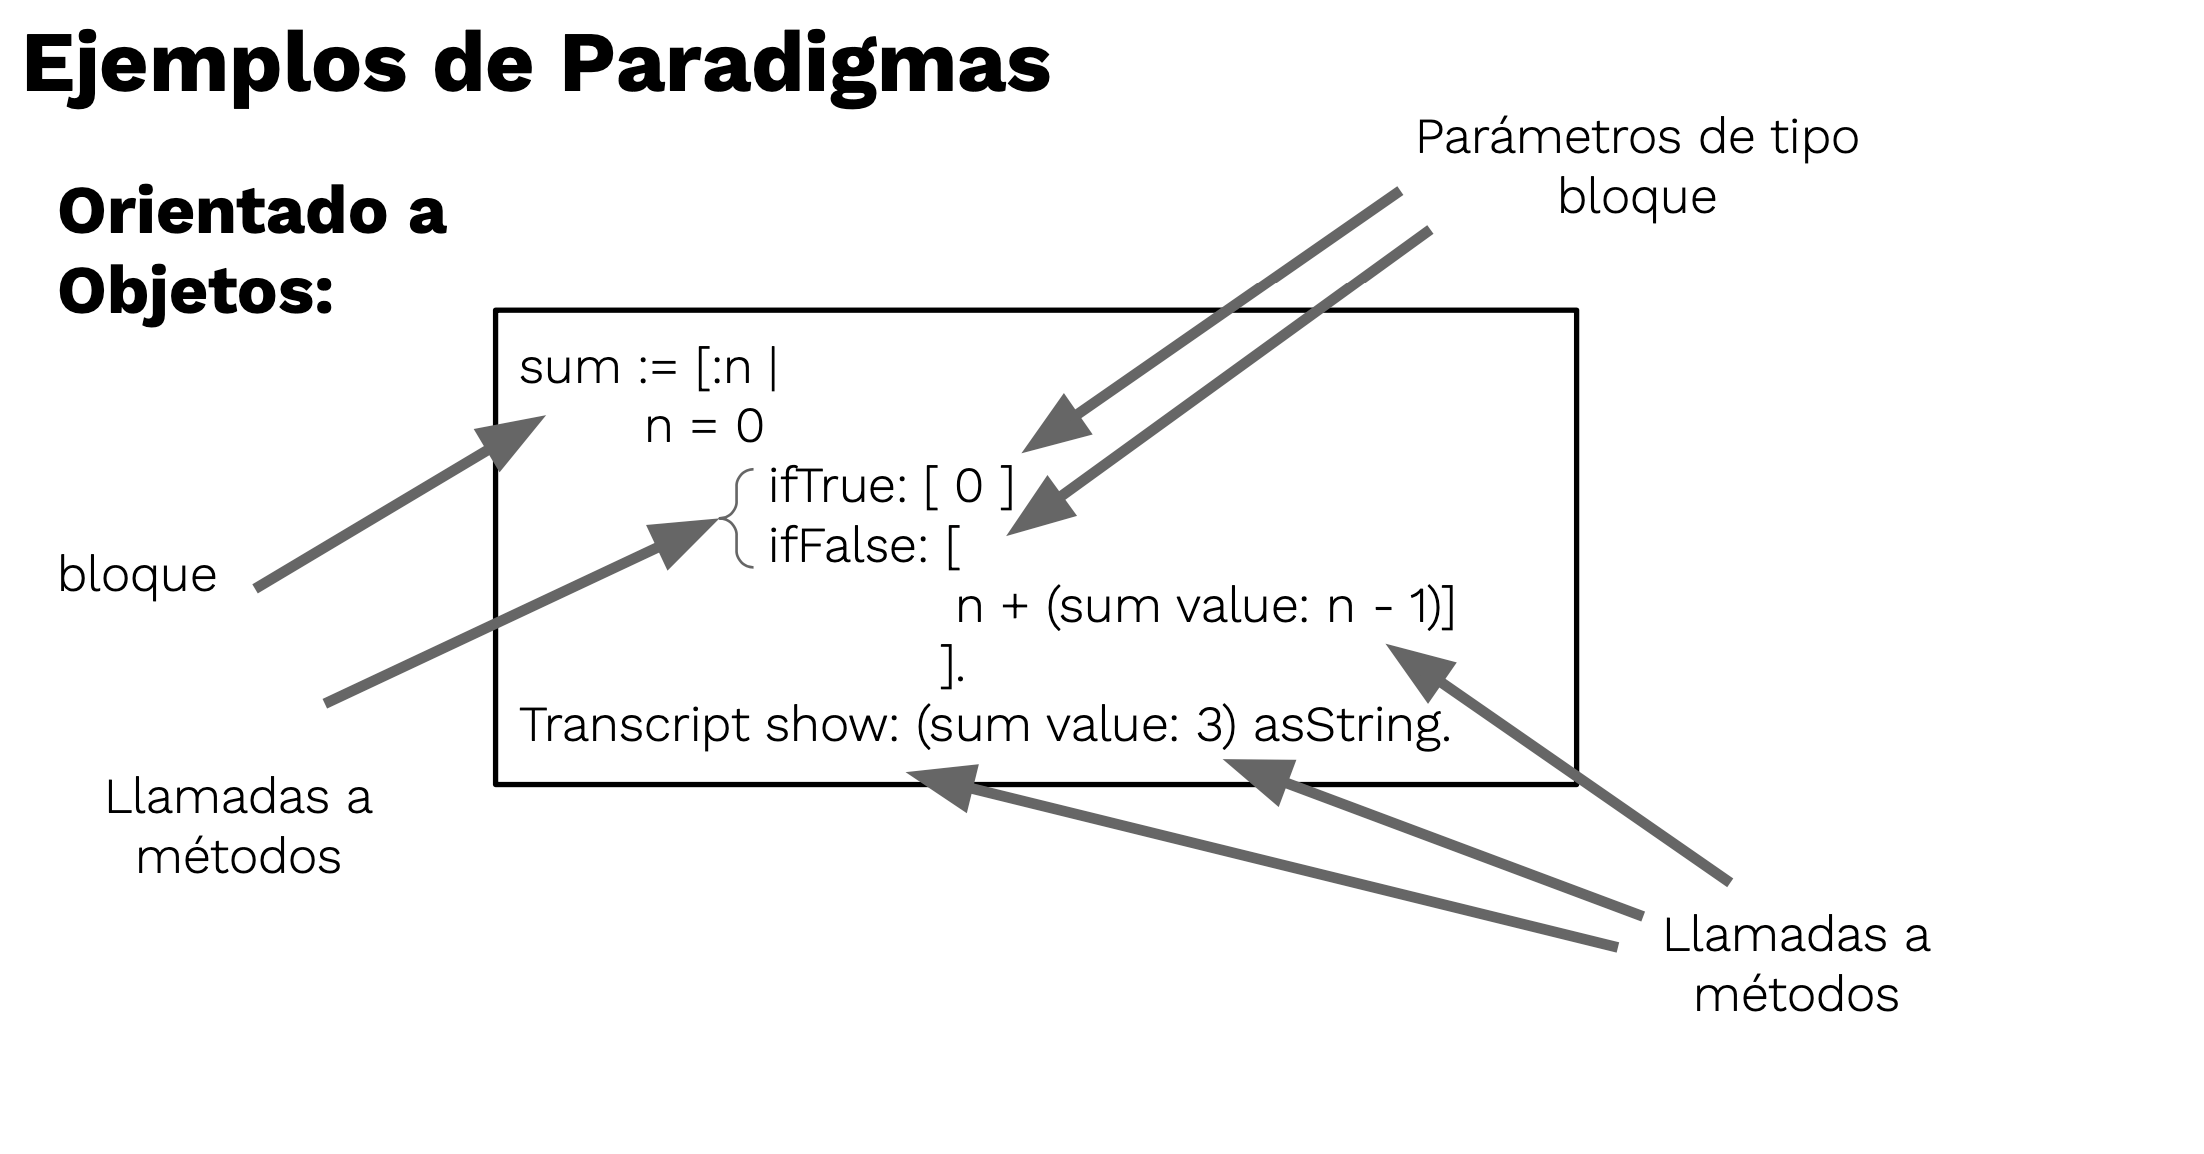 Ejemplos de Paradigmas
Parámetros de tipo
bloque
Orientado a
Objetos:
sum := [:n |
n = 0
ifTrue: [ 0 ]
ifFalse: [
n + (sum value: n - 1)]
].
Transcript show: (sum value: 3) asString.
bloque
Llamadas a
métodos
Llamadas a
métodos